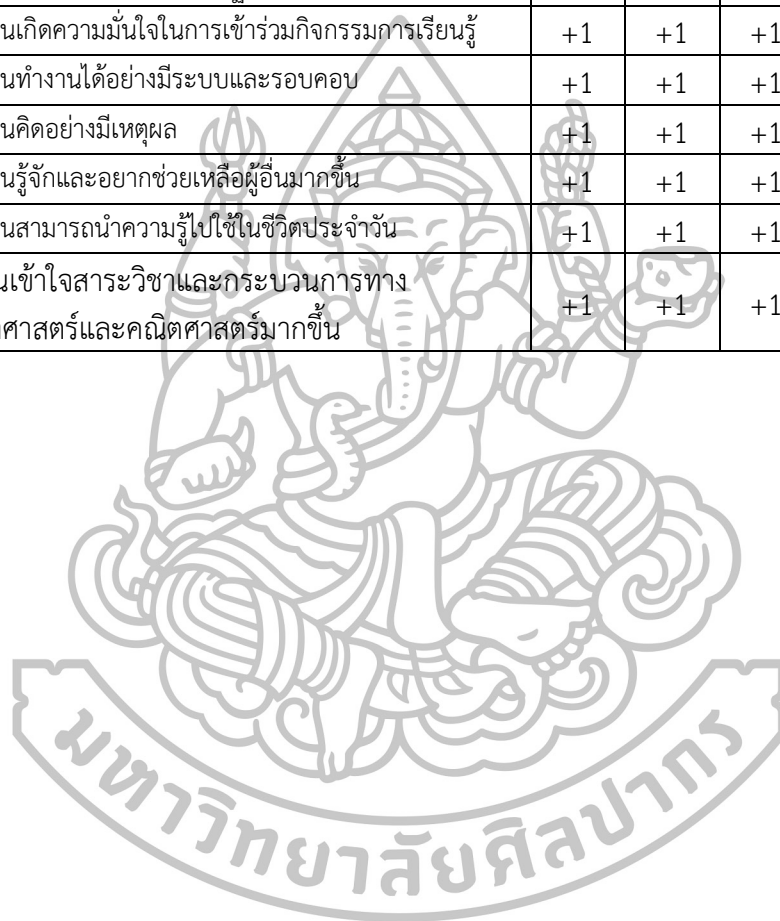 นเกิดความมั่นใจในการเข้าร่วมกิจกรรมการเรียนรู้ +1 +1 +1
นทำงานได้อย่างมีระบบและรอบคอบ +1 +1 +1
นคิดอย่างมีเหตุผล +1 +1 +1
นรู้จักและอยากช่วยเหลือผู้อื่นมากขึ้น +1 +1 +1
นสามารถนำความรู้ไปใช้ในชีวิตประจำวัน +1 +1 +1
นเข้าใจสาระวิชาและกระบวนการทาง
ศาสตร์และคณิตศาสตร์มากขึ้น +1 +1 +1
มหาวิทยาลัยศิลปากร